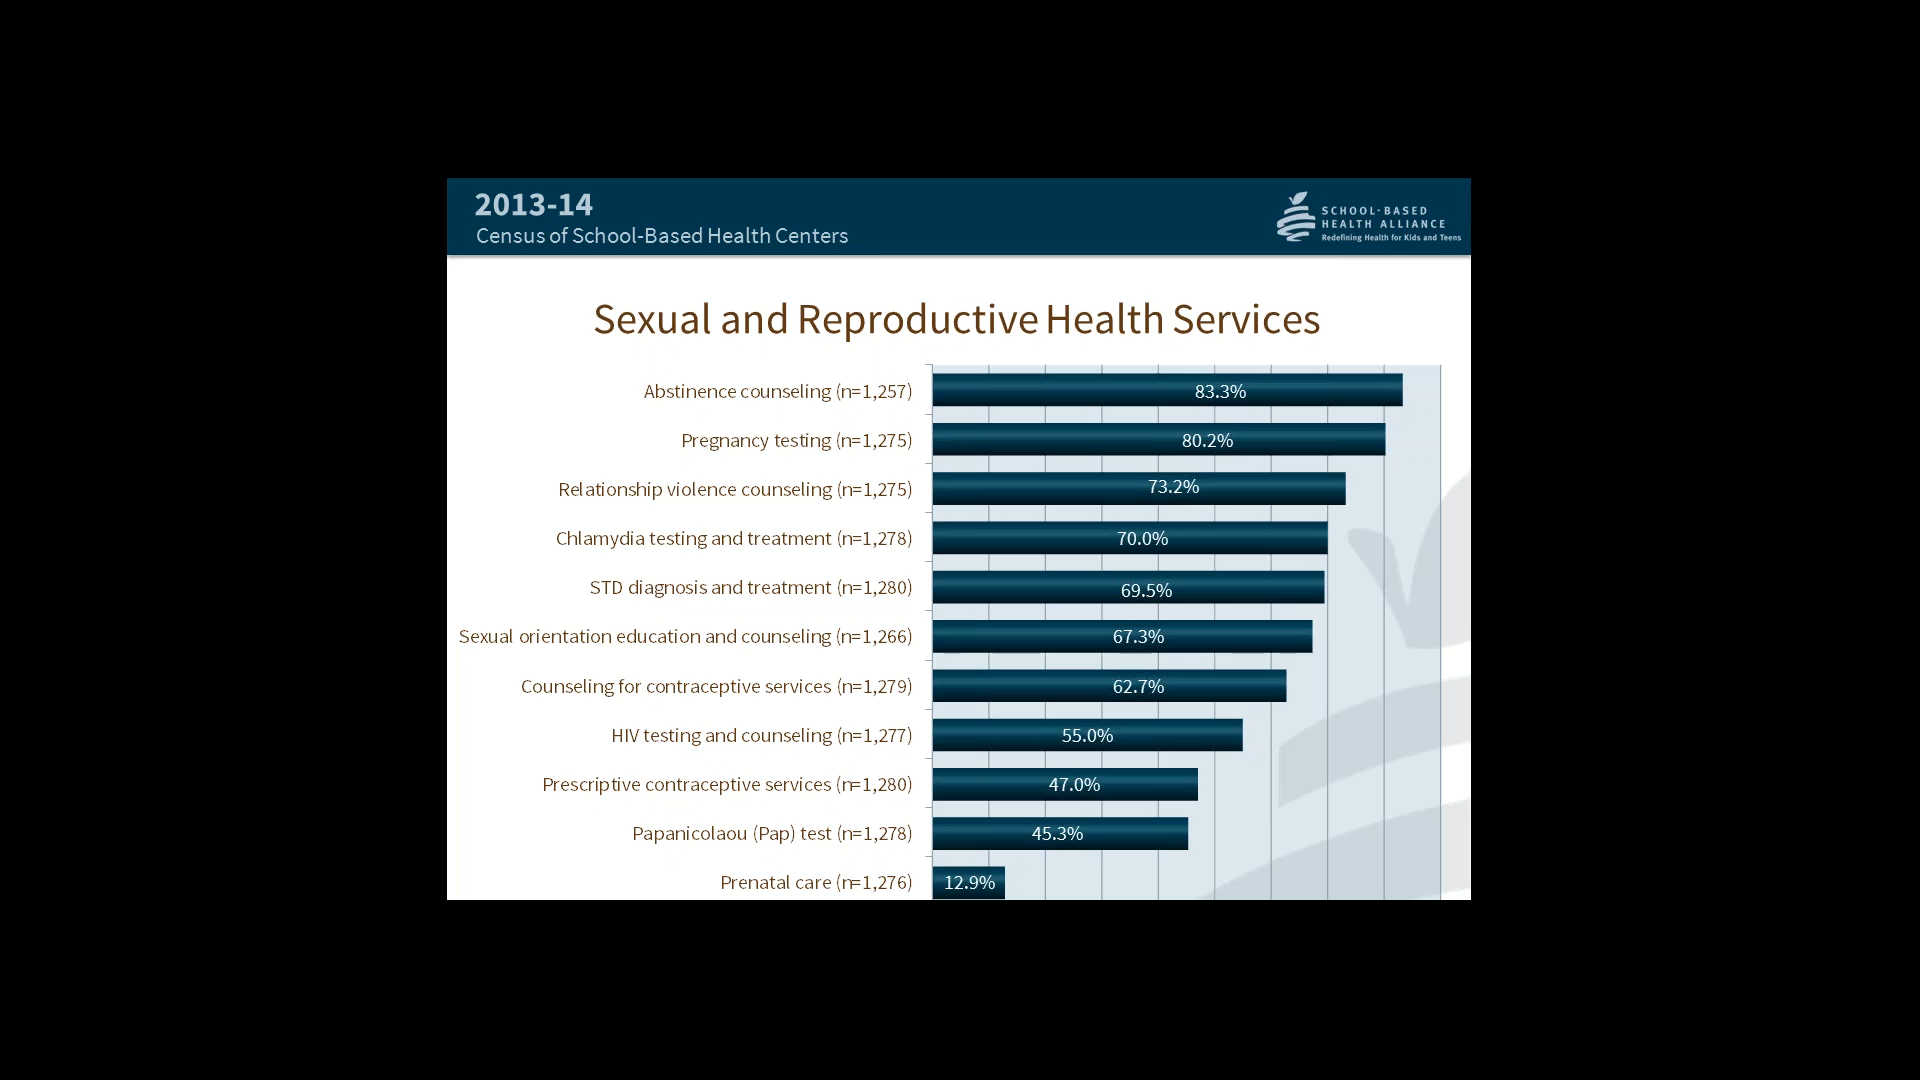 2013-14
Census of School-Based Health Centers
SCHOOL-BASED
HEALTH ALLIANCE
Redefining Health for Kids and Teens
Sexual and Reproductive Health Services
Abstinence counseling (n=1,257) 83.3%
Pregnancy testing (n=1,275) 80.2%
Relationship violence counseling (n=1,275) 73.2%
Chlamydia testing and treatment (n=1,278) 70.0%
STD diagnosis and treatment (n=1,280) 69.5%
Sexual orientation education and counseling (n=1,266) 67.3%
Counseling for contraceptive services (n=1,279) 62.7%
HIV testing and counseling (n=1,277) 55.0%
Prescriptive contraceptive services (n=1,280) 47.0%
Papanicolaou (Pap) test (n=1,278) 45.3%
Prenatal care (n=1,276) 12.9%